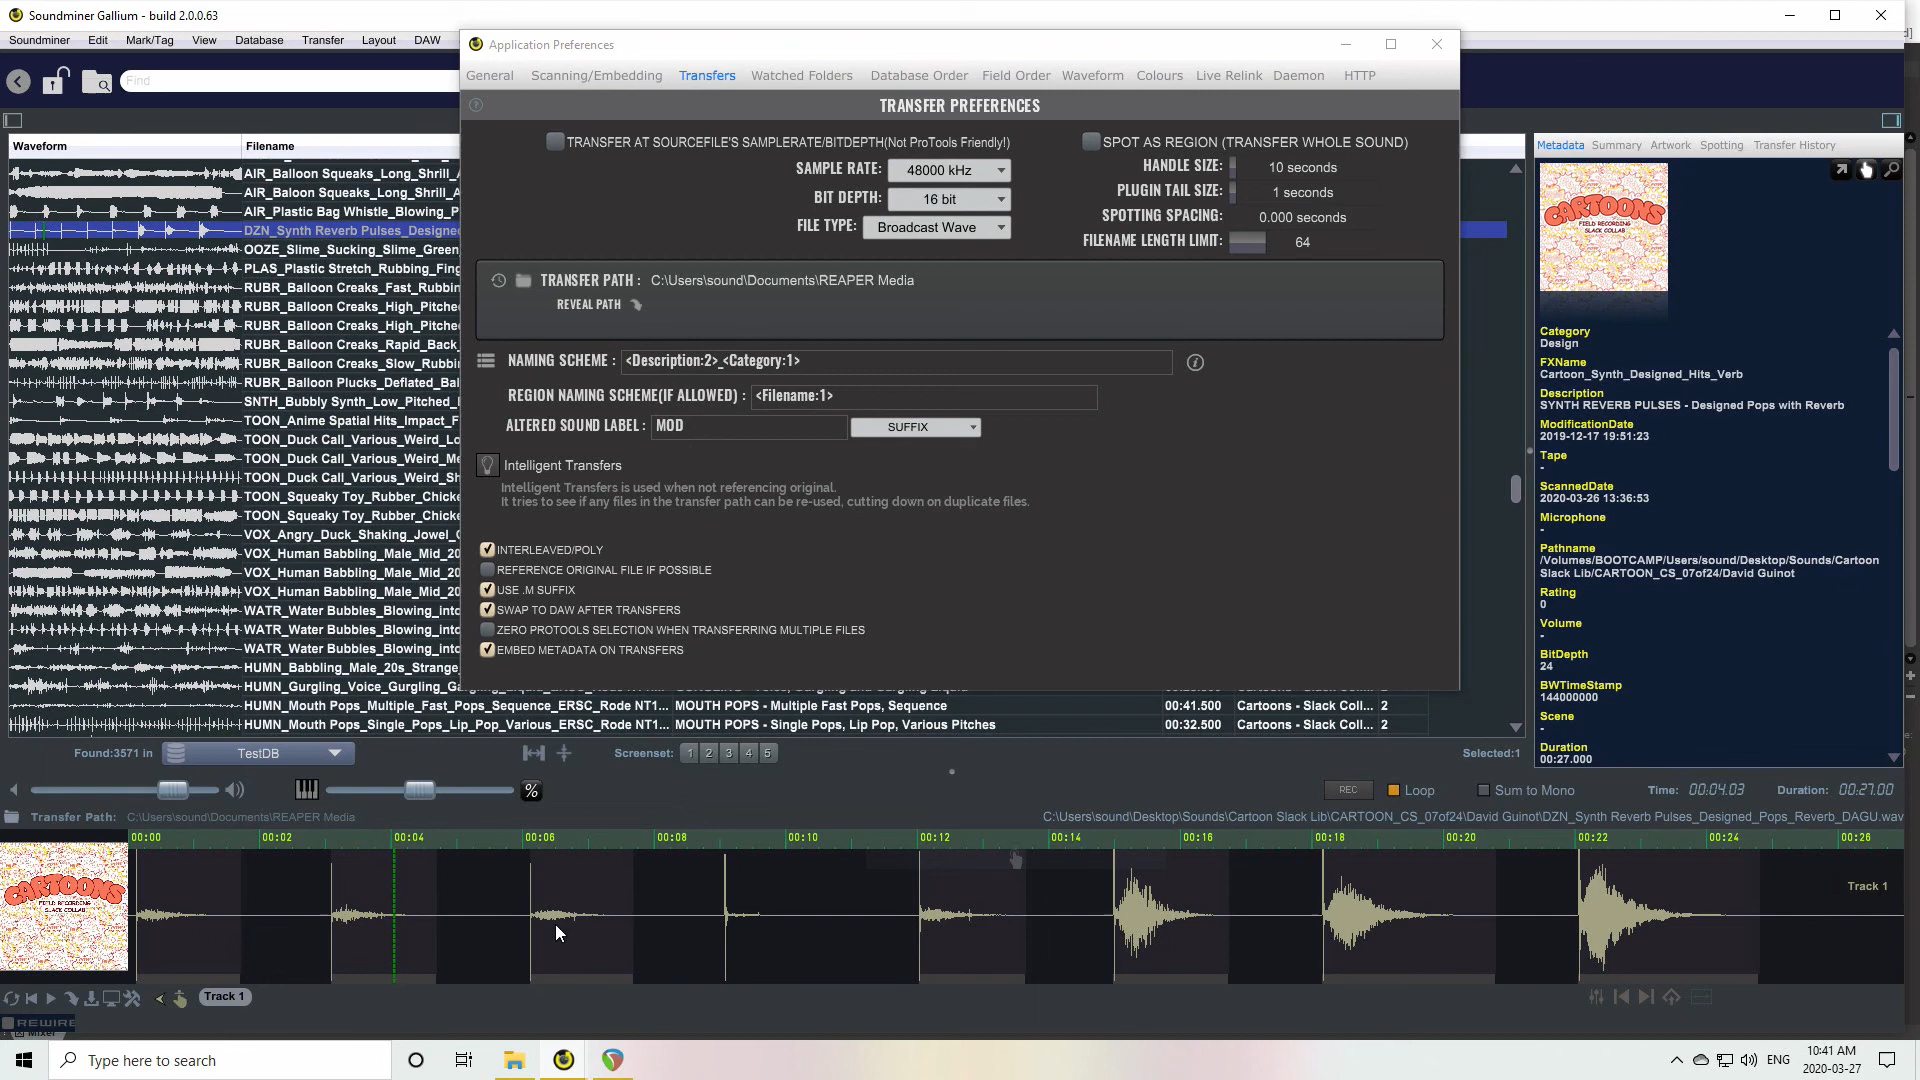 Soundminer Gallium - build 2.0.0.63
Soundminer Edit Mark/Tag View Database Transfer Layout DAW
Find
Application Preferences
General Scanning/Embedding Transfers Watched Folders Database Order Field Order Waveform Colours Live Relink Daemon HTTP
TRANSFER PREFERENCES
TRANSFER AT SOURCEFILE'S SAMPLERATE/BITDEPTH(Not ProTools Friendly!)
SAMPLE RATE: 48000 kHz
BIT DEPTH: 16 bit
FILE TYPE: Broadcast Wave
SPOT AS REGION (TRANSFER WHOLE SOUND)
HANDLE SIZE: 10 seconds
PLUGIN TAIL SIZE: 1 seconds
SPOTTING SPACING: 0.000 seconds
FILENAME LENGTH LIMIT: 64
TRANSFER PATH : C:\Users\sound\Documents\REAPER Media
REVEAL PATH
NAMING SCHEME : <Description:2>_<Category:1>
REGION NAMING SCHEME(IF ALLOWED) : <Filename:1>
ALTERED SOUND LABEL : MOD SUFFIX
Intelligent Transfers
Intelligent Transfers is used when not referencing original.
It tries to see if any files in the transfer path can be re-used, cutting down on duplicate files.
INTERLEAVED/POLY
REFERENCE ORIGINAL FILE IF POSSIBLE
USE .M SUFFIX
SWAP TO DAW AFTER TRANSFERS
ZERO PROTOOLS SELECTION WHEN TRANSFERRING MULTIPLE FILES
EMBED METADATA ON TRANSFERS
Waveform Filename
AIR_Baloon Squeaks_Long_Shrill_A
AIR_Balloon Squeaks_Long_Shrill_A
AIR_Plastic Bag Whistle_Blowing_P
DZN_Synth Reverb Pulses_Designe
OOZE_Slime_Sucking_Slime_Green
PLAS_Plastic Stretch_Rubbing_Fing
RUBR_Balloon Creaks_Fast_Rubbin
RUBR_Balloon Creaks_High_Pitche
RUBR_Balloon Creaks_High_Pitche
RUBR_Balloon Creaks_Rapid_Back_
RUBR_Balloon Creaks_Slow_Rubbi
RUBR_Balloon Plucks_Deflated_Bal
SNTH_Bubbly Synth_Low_Pitched_
TOON_Anime Spatial Hits_Impact_F
TOON_Duck Call_Various_Weird_Lo
TOON_Duck Call_Various_Weird_Me
TOON_Duck Call_Various_Weird_Sh
TOON_Squeaky Toy_Rubber_Chicke
TOON_Squeaky Toy_Rubber_Chicke
VOX_Angry_Duck_Shaking_Jowel_C
VOX_Human Babbling_Male_Mid_20
VOX_Human Babbling_Male_Mid_20
VOX_Human Babbling_Male_Mid_20
WATR_Water Bubbles_Blowing_into
WATR_Water Bubbles_Blowing_into
WATR_Water Bubbles_Blowing_into
HUMN_Babbling_Male_20s_Strange_
HUMN_Mouth Pops_Multiple_Fast_Pops_Sequence_ERSC_Rode NT1... MOUTH POPS - Multiple Fast Pops, Sequence 00:41.500 Cartoons - Slack Coll... 2
HUMN_Mouth Pops_Single_Pops_Lip_Pop_Various_ERSC_Rode NT1... MOUTH POPS - Single Pops, Lip Pop, Various Pitches 00:32.500 Cartoons - Slack Coll... 2
Metadata Summary Artwork Spotting Transfer History
CARTOONS
FIELD RECORDING
SLACK COLLAB
Category
Design
FXName
Cartoon_Synth_Designed_Hits_Verb
Description
SYNTH REVERB PULSES - Designed Pops with Reverb
ModificationDate
2019-12-17 19:51:23
Tape
-
ScannedDate
2020-03-26 13:36:53
Microphone
-
Pathname
/Volumes/BOOTCAMP/Users/sound/Desktop/Sounds/Cartoon
Slack Lib/CARTOON_CS_07of24/David Guinot
Rating
0
Volume
-
BitDepth
24
BWTimeStamp
144000000
Scene
-
Duration
00:27.000
Found:3571 in TestDB Screenset: 1 2 3 4 5 Selected:1
% REC Loop Sum to Mono Time: 00:04.03 Duration: 00:27.00
Transfer Path: C:\Users\sound\Documents\REAPER Media C:\Users\sound\Desktop\Sounds\Cartoon Slack Lib\CARTOON_CS_07of24\David Guinot\DZN_Synth Reverb Pulses_Designed_Pops_Reverb_DAGU.wav
00:00 00:02 00:04 00:06 00:08 00:10 00:12 00:14 00:16 00:18 00:20 00:22 00:24 00:26
CARTOONS
FIELD RECORDING
SLACK COLLAB
Track 1
Track 1
REWIRE
Type here to search
ENG
10:41 AM
2020-03-27